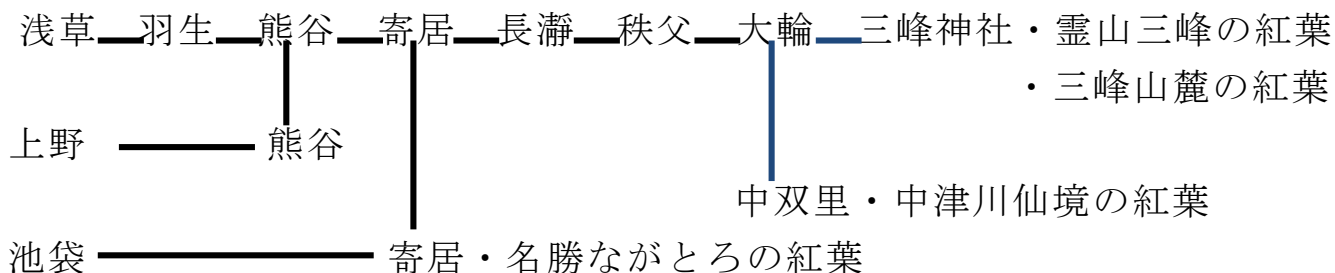 浅草 羽生 熊谷 寄居 長瀞 秩父 大輪 三峰神社・霊山三峰の紅葉
・三峰山麓の紅葉
上野 熊谷
中双里・中津川仙境の紅葉
池袋 寄居・名勝ながとろの紅葉